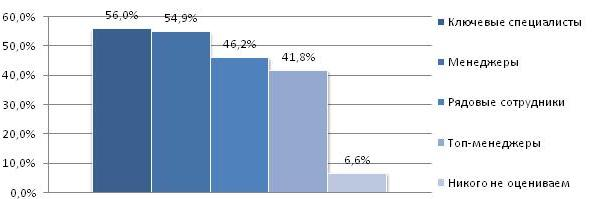 60,0%
50,0%
40,0%
30,0%
20,0%
10,0%
0,0%
56,0%
54,9%
46,2%
41,8%
6,6%
Ключевые специалисты
Менеджеры
Рядовые сотрудники
Топ-менеджеры
Никого не оцениваем